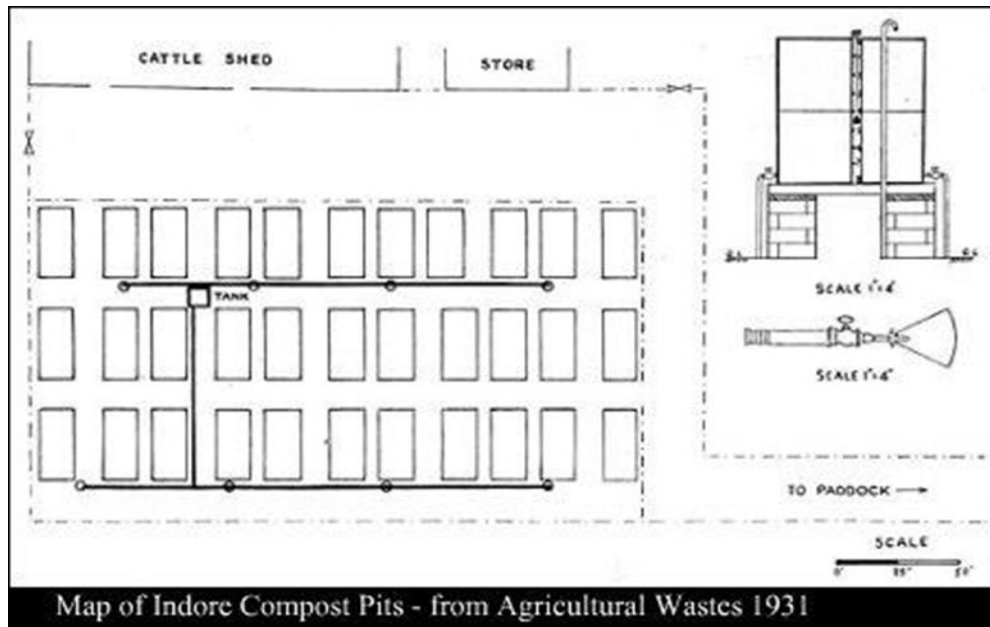 CATTLE SHED
STORE
TANK
SCALE 1"=6'
SCALE 1"=4"
TO PADDOCK
SCALE
0' 25' 50'
Map of Indore Compost Pits - from Agricultural Wastes 1931